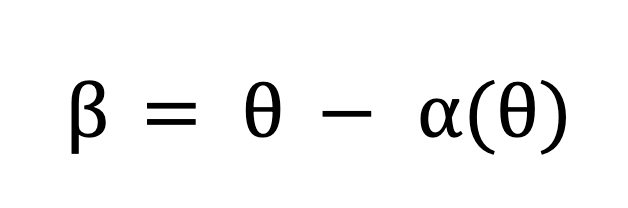 β = θ − α(θ)